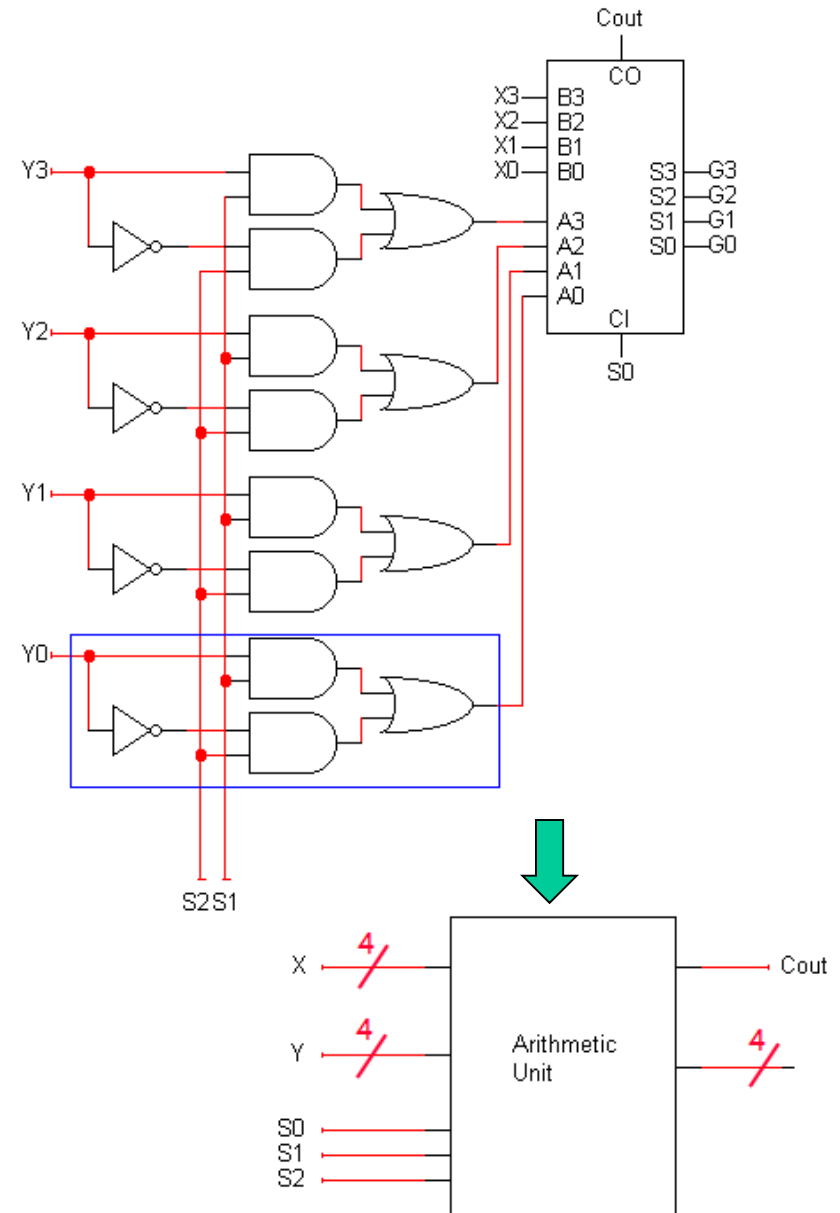 Cout
CO
X3 B3
X2 B2
X1 B1
X0 B0
Y3
S3 G3
S2 G2
S1 G1
S0 G0
A3
A2
A1
A0
CI
S0
Y2
Y1
Y0
S2 S1
X 4 Cout
Y 4 4
Arithmetic
Unit
S0
S1
S2